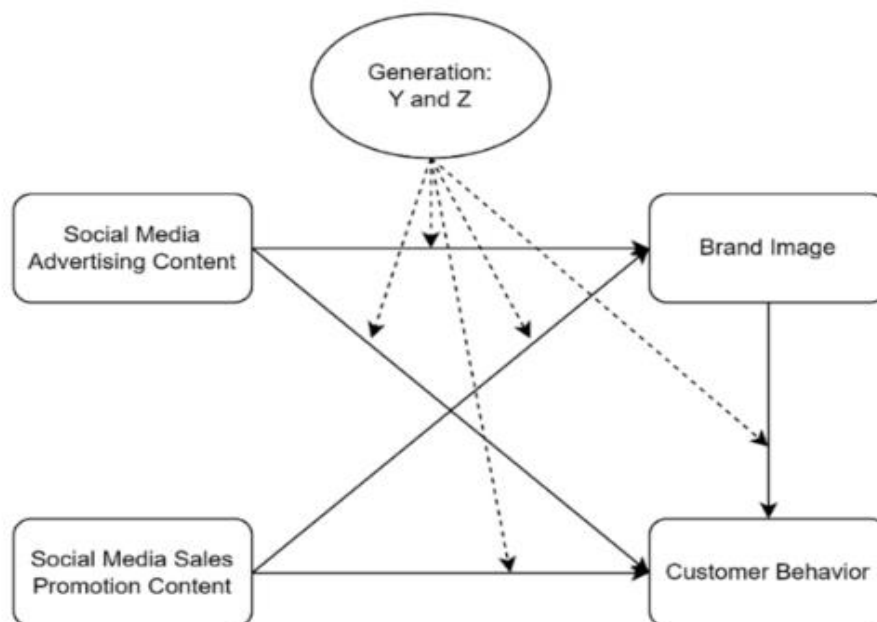 Generation:
Y and Z
Social Media
Advertising Content
Brand Image
Social Media Sales
Promotion Content
Customer Behavior